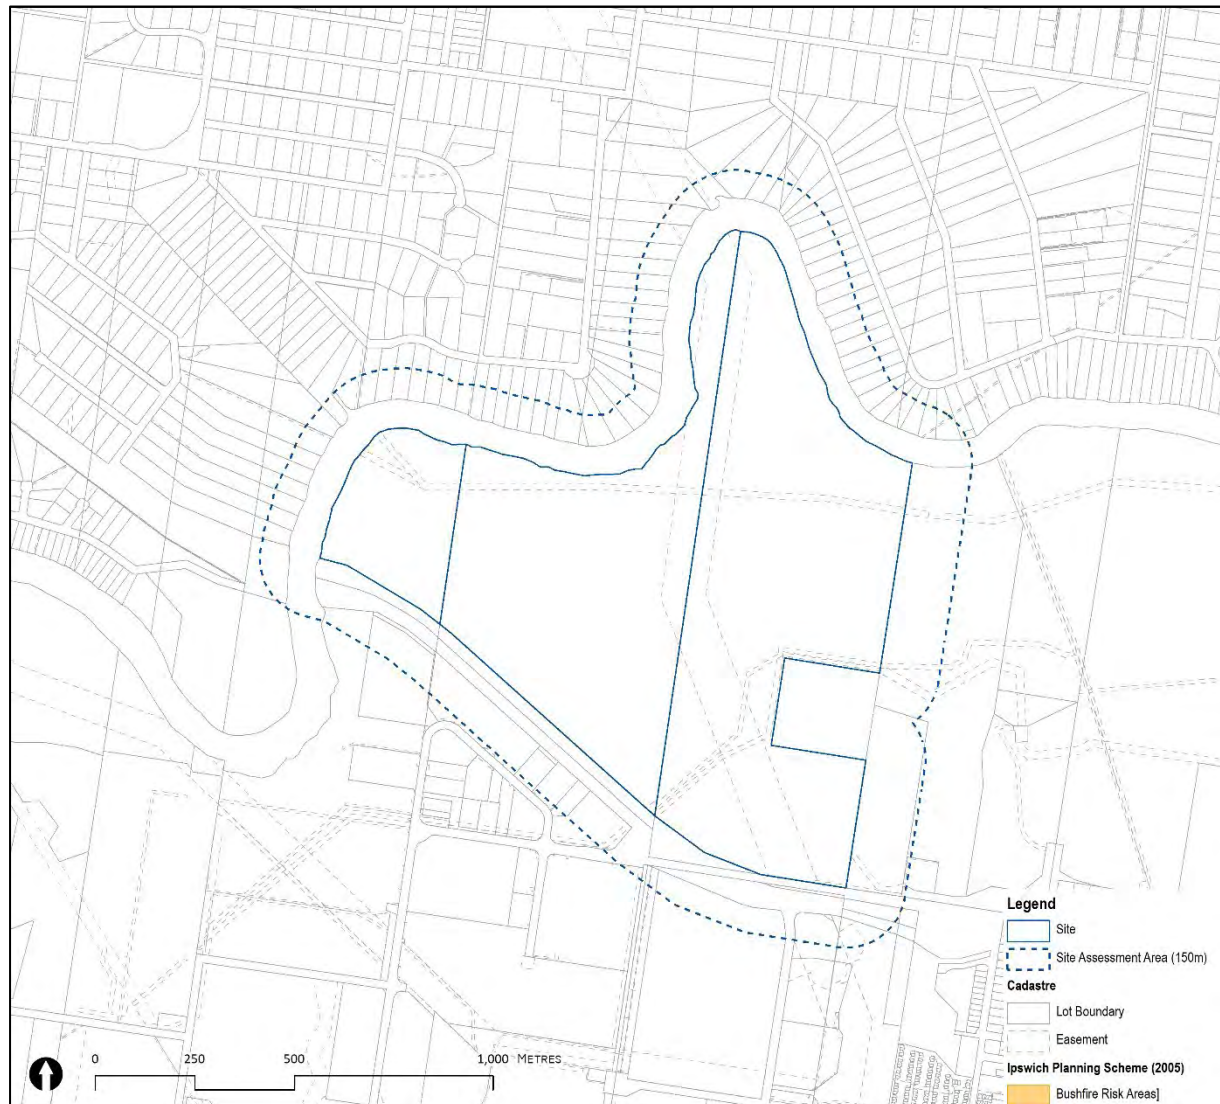 Legend
Site
Site Assessment Area (150m)
Cadastre
Lot Boundary
Easement
Ipswich Planning Scheme (2005)
Bushfire Risk Areas]
0 250 500 1,000 METRES